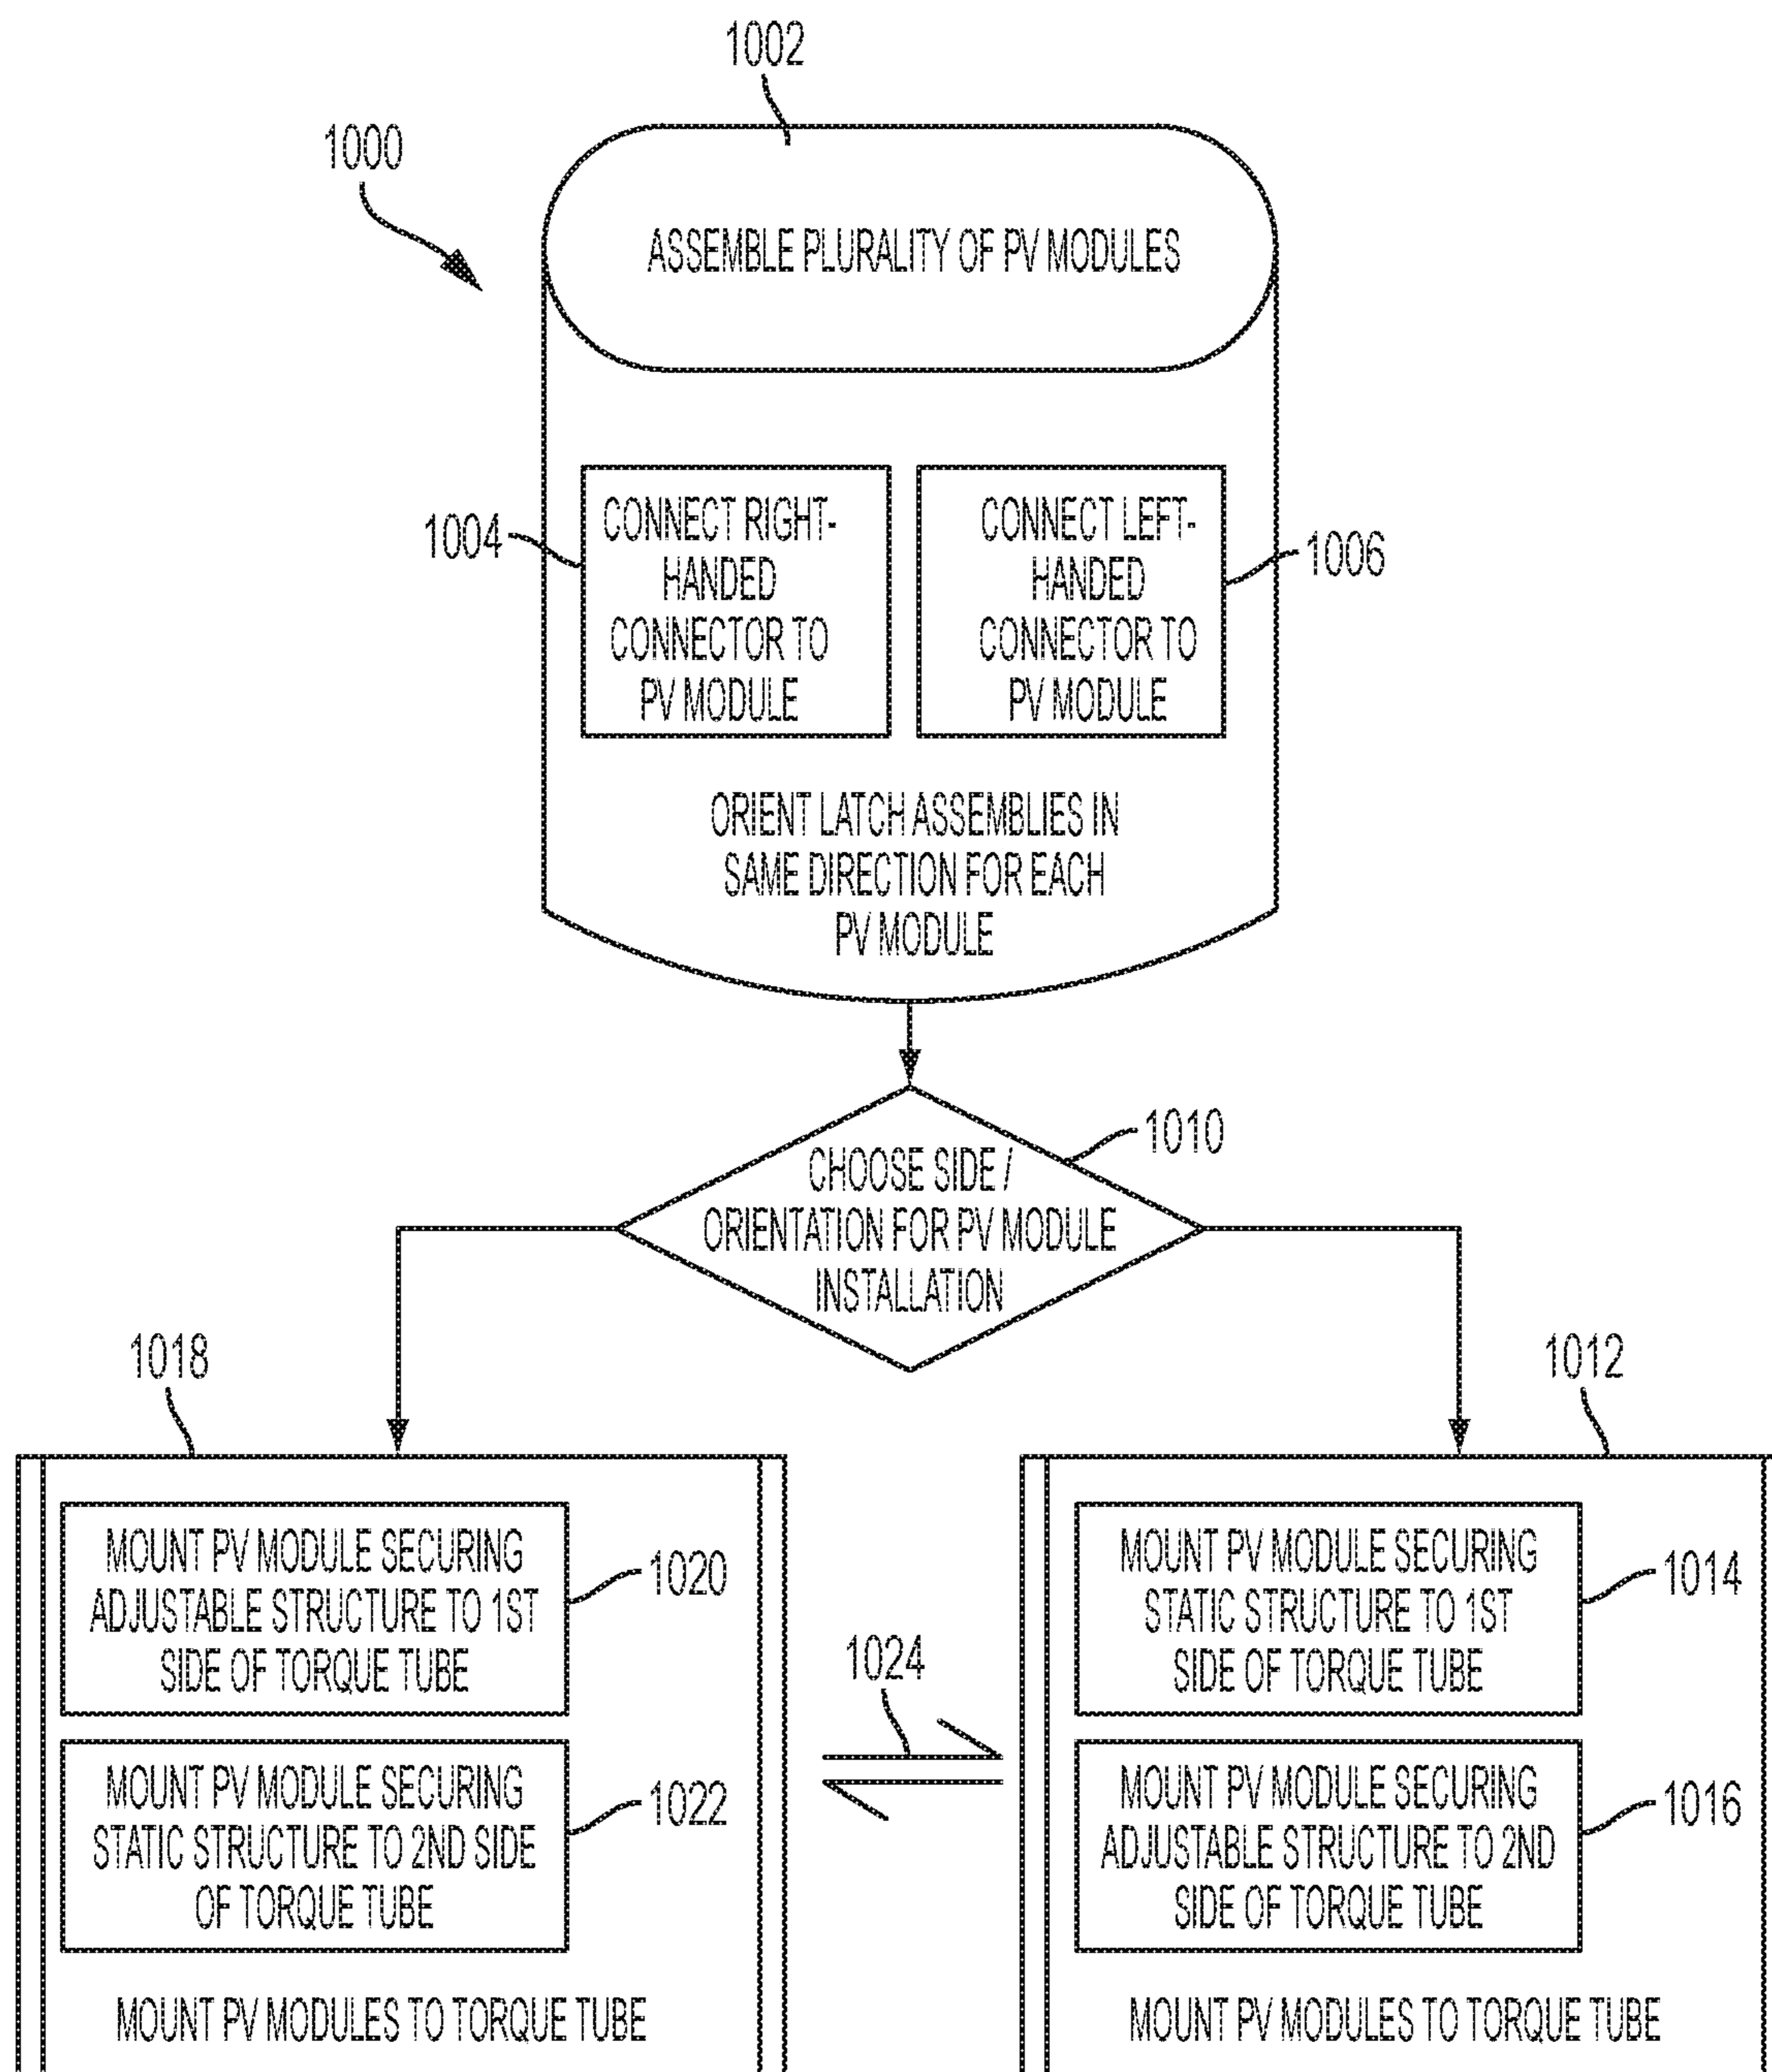 1002
1000
ASSEMBLE PLURALITY OF PV MODULES
1004
CONNECT RIGHT-
HANDED
CONNECTOR TO
PV MODULE
CONNECT LEFT-
HANDED
CONNECTOR TO
PV MODULE
1006
ORIENT LATCH ASSEMBLIES IN
SAME DIRECTION FOR EACH
PV MODULE
1010
CHOOSE SIDE /
ORIENTATION FOR PV MODULE
INSTALLATION
1018
MOUNT PV MODULE SECURING
ADJUSTABLE STRUCTURE TO 1ST
SIDE OF TORQUE TUBE
1020
MOUNT PV MODULE SECURING
STATIC STRUCTURE TO 2ND SIDE
OF TORQUE TUBE
1022
MOUNT PV MODULES TO TORQUE TUBE
1024
1012
MOUNT PV MODULE SECURING
STATIC STRUCTURE TO 1ST
SIDE OF TORQUE TUBE
1014
MOUNT PV MODULE SECURING
ADJUSTABLE STRUCTURE TO 2ND
SIDE OF TORQUE TUBE
1016
MOUNT PV MODULES TO TORQUE TUBE